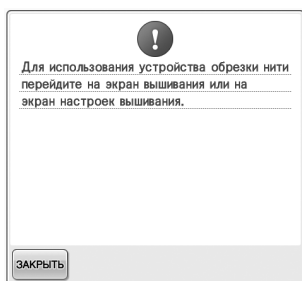 Для использования устройства обрезки нити
перейдите на экран вышивания или на
экран настроек вышивания.
ЗАКРЫТЬ